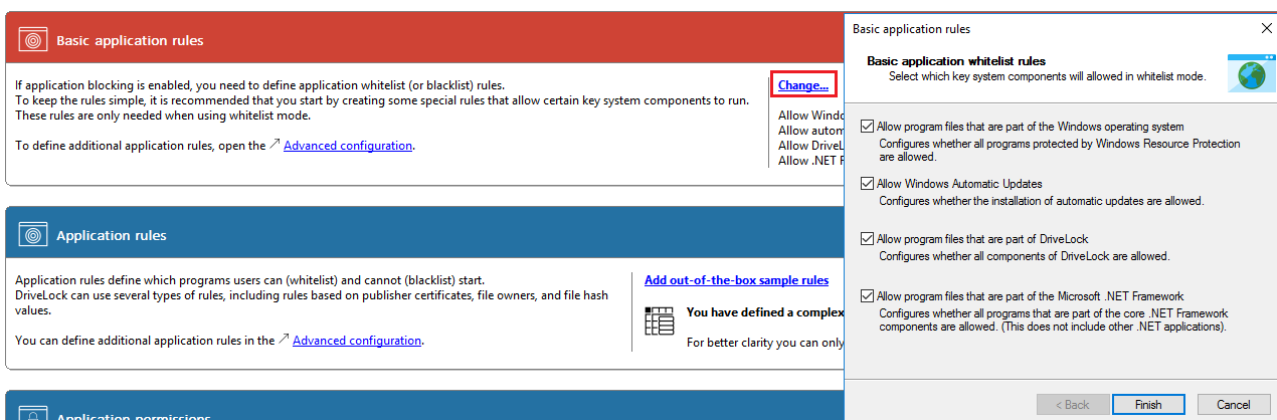 Basic application rules
If application blocking is enabled, you need to define application whitelist (or blacklist) rules.
To keep the rules simple, it is recommended that you start by creating some special rules that allow certain key system components to run.
These rules are only needed when using whitelist mode.
To define additional application rules, open the Advanced configuration.
Change...
Allow
Allow
Allow
Allow .NET
Application rules
Application rules define which programs users can (whitelist) and cannot (blacklist) start.
DriveLock can use several types of rules, including rules based on publisher certificates, file owners, and file hash
values.
You can define additional application rules in the Advanced configuration.
Add out-of-the-box sample rules
You have defined a complex
For better clarity you can only
Application permissions
Basic application rules
Basic application whitelist rules
Select which key system components will allowed in whitelist mode.
Allow program files that are part of the Windows operating system
Configures whether all programs protected by Windows Resource Protection
are allowed.
Allow Windows Automatic Updates
Configures whether the installation of automatic updates are allowed.
Allow program files that are part of DriveLock
Configures whether all components of DriveLock are allowed.
Allow program files that are part of the Microsoft .NET Framework
Configures whether all programs that are part of the core .NET Framework
components are allowed. (This does not include other .NET applications).
< Back
Finish
Cancel